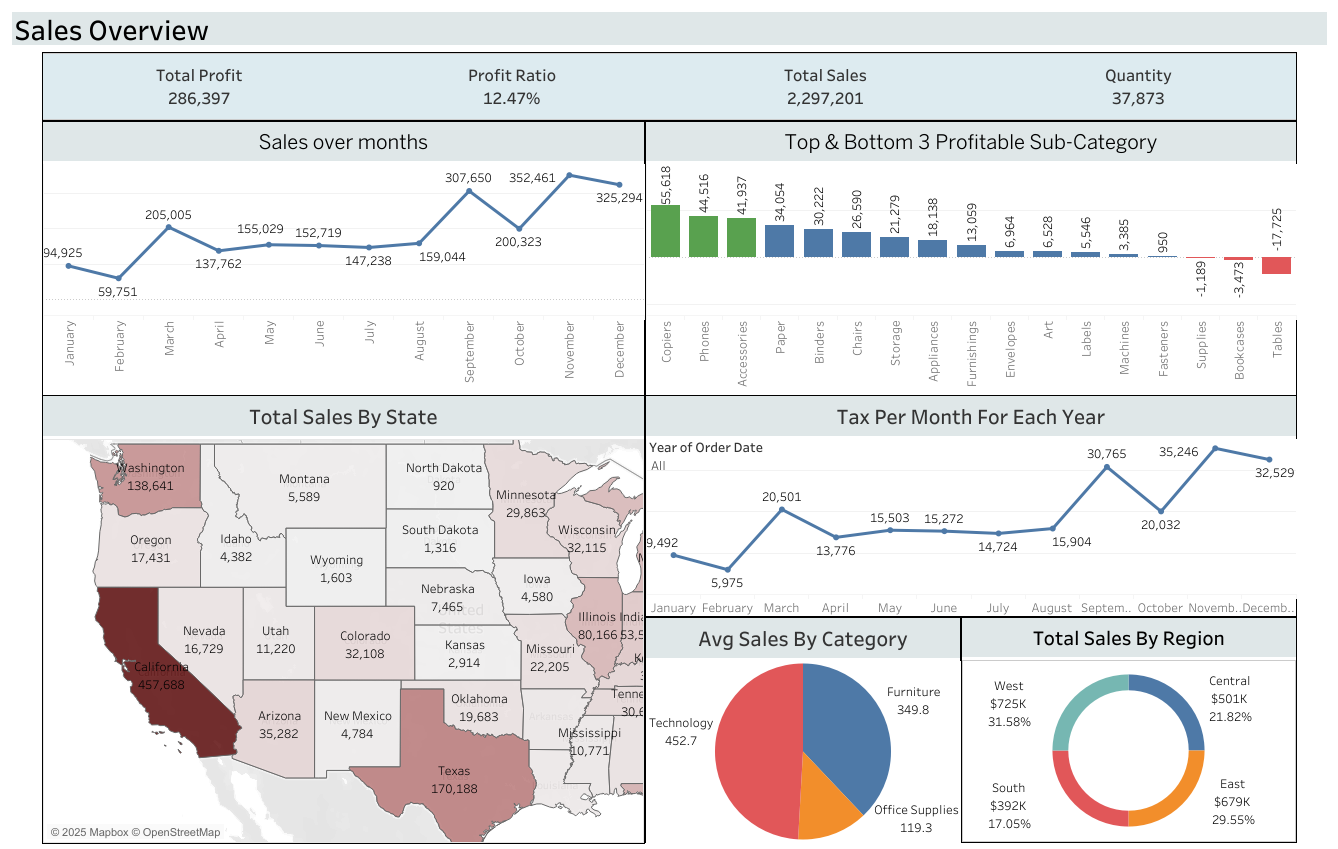 Sales Overview
Total Profit
286,397
Profit Ratio
12.47%
Total Sales
2,297,201
Quantity
37,873
Sales over months
94,925
59,751
205,005
137,762
155,029
152,719
147,238
159,044
307,650
200,323
352,461
325,294
January
February
March
April
May
June
July
August
September
October
November
December
Top & Bottom 3 Profitable Sub-Category
55,618
44,516
41,937
34,054
30,222
26,590
21,279
18,138
13,059
6,964
6,528
5,546
3,385
950
-1,189
-3,473
-17,725
Copiers
Phones
Accessories
Paper
Binders
Chairs
Storage
Appliances
Furnishings
Envelopes
Art
Labels
Machines
Fasteners
Supplies
Bookcases
Tables
Total Sales By State
Washington
138,641
Montana
5,589
North Dakota
920
Minnesota
29,863
Oregon
17,431
Idaho
4,382
South Dakota
1,316
Wisconsin
32,115
Wyoming
1,603
Nebraska
7,465
United
States
Iowa
4,580
Nevada
16,729
Utah
11,220
Colorado
32,108
Kansas
2,914
Missouri
22,205
Illinois
80,166
India
53,5
California
457,688
Arizona
35,282
New Mexico
4,784
Oklahoma
19,683
Arkansas
Tenne
30,6
Mississippi
10,771
Texas
170,188
© 2025 Mapbox © OpenStreetMap
Tax Per Month For Each Year
Year of Order Date
All
9,492
5,975
20,501
13,776
15,503
15,272
14,724
15,904
30,765
20,032
35,246
32,529
January
February
March
April
May
June
July
August
Septem..
October
Novemb..
Decemb..
Avg Sales By Category
Furniture
349.8
Technology
452.7
Office Supplies
119.3
Total Sales By Region
West
$725K
31.58%
Central
$501K
21.82%
South
$392K
17.05%
East
$679K
29.55%